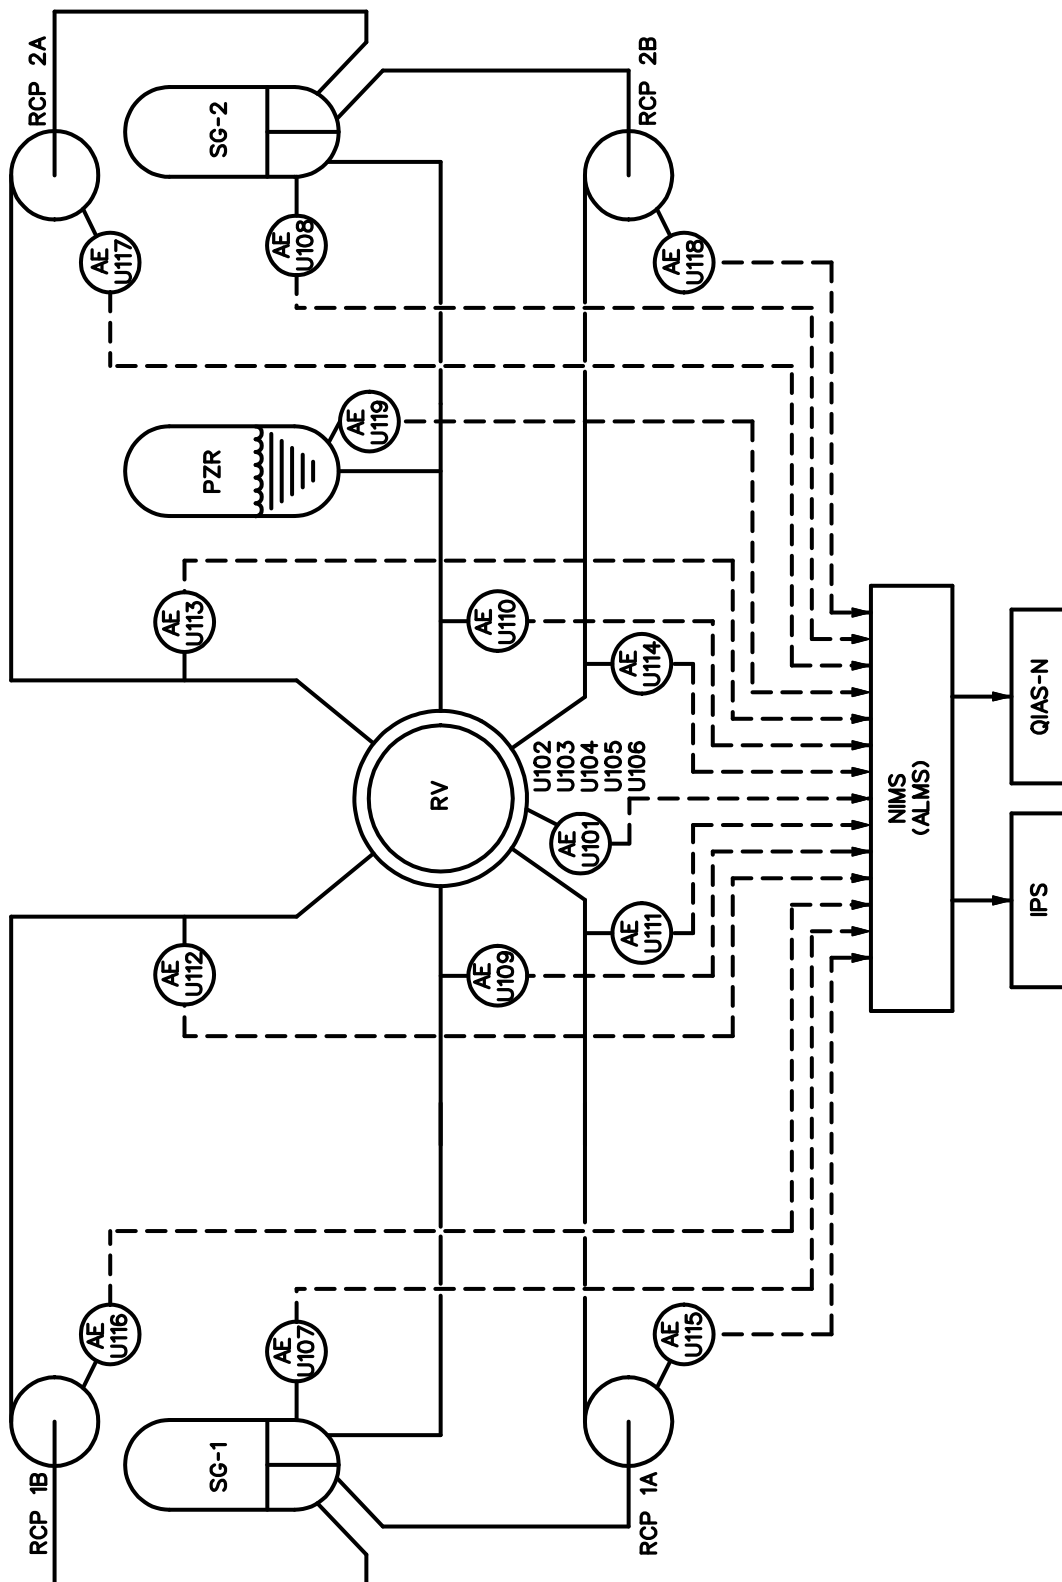 RCP 1B
RCP 2A
AE
U116
AE
U117
SG-1
PZR
SG-2
AE
U112
AE
U113
AE
U107
AE
U108
AE
U119
RV
AE
U109
AE
U110
U102
U103
U104
U105
U106
AE
U101
AE
U111
AE
U114
RCP 1A
RCP 2B
AE
U115
AE
U118
NIMS
(ALMS)
IPS
QIAS-N